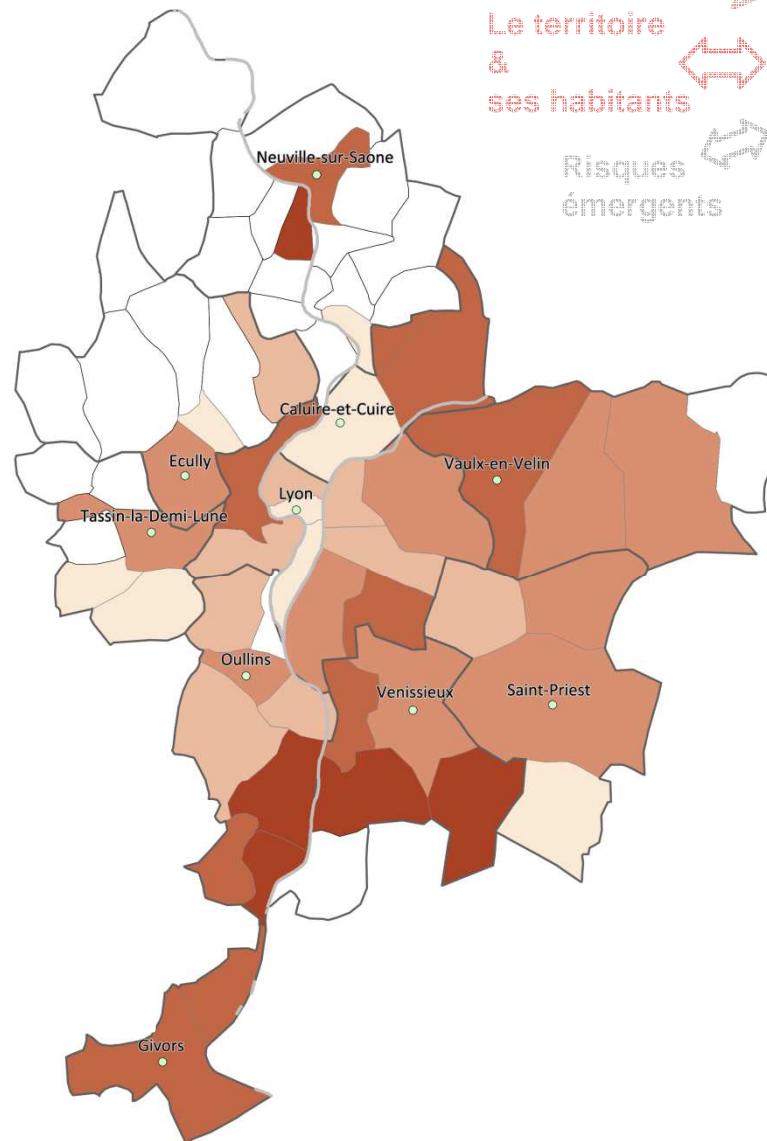 Le territoire
&
ses habitants
Risques
émergents
Neuville-sur-Saone
Caluire-et-Cuire
Ecully
Vaulx-en-Velin
Lyon
Tassin-la-Demi-Lune
Oullins
Venissieux
Saint-Priest
Givors